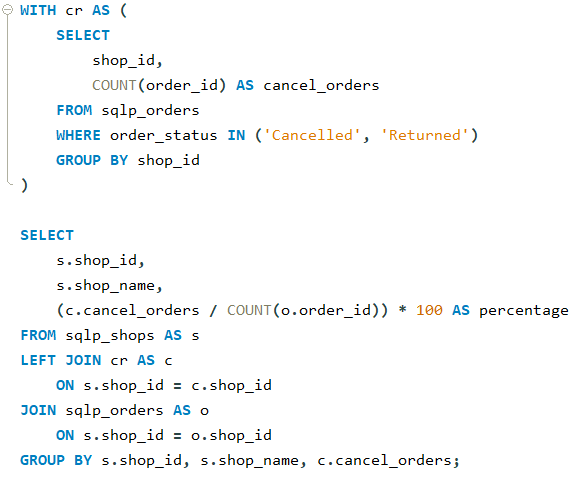 WITH cr AS (
    SELECT
        shop_id,
        COUNT(order_id) AS cancel_orders
    FROM sqlp_orders
    WHERE order_status IN ('Cancelled', 'Returned')
    GROUP BY shop_id
)

SELECT
    s.shop_id,
    s.shop_name,
    (c.cancel_orders / COUNT(o.order_id)) * 100 AS percentage
FROM sqlp_shops AS s
LEFT JOIN cr AS c
    ON s.shop_id = c.shop_id
JOIN sqlp_orders AS o
    ON s.shop_id = o.shop_id
GROUP BY s.shop_id, s.shop_name, c.cancel_orders;